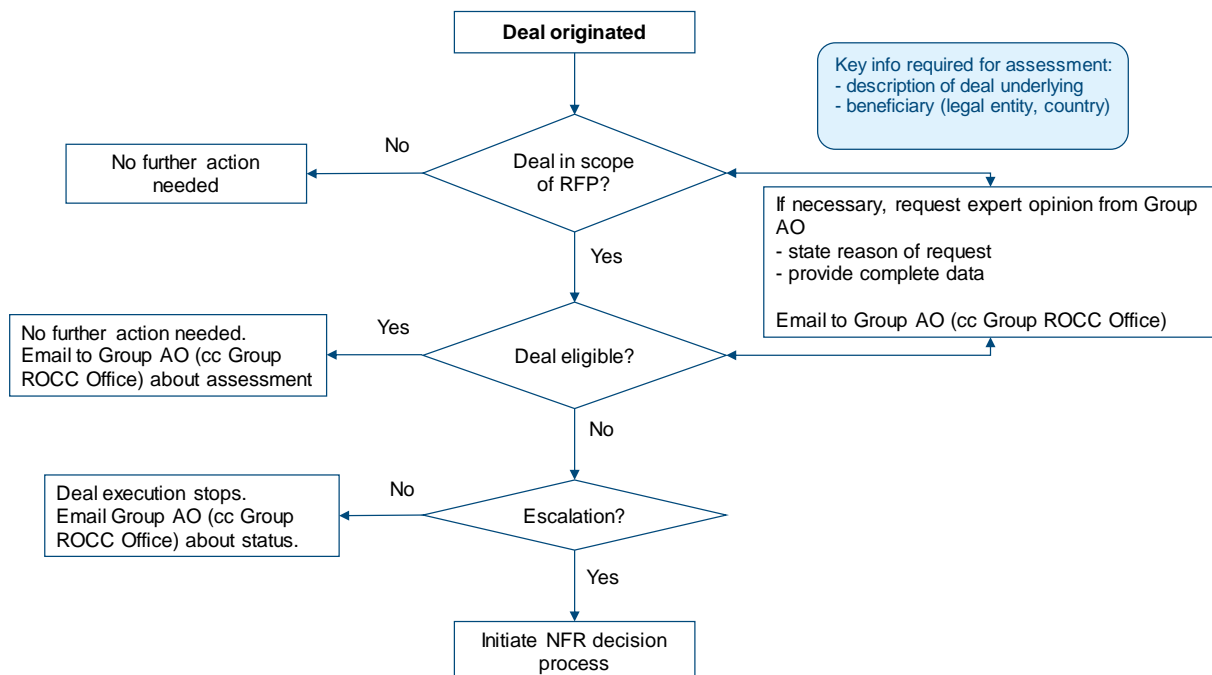 Deal originated
Key info required for assessment:
- description of deal underlying
- beneficiary (legal entity, country)
No
No further action
needed
Deal in scope
of RFP?
If necessary, request expert opinion from Group
AO
- state reason of request
- provide complete data
Email to Group AO (cc Group ROCC Office)
Yes
No further action needed.
Email to Group AO (cc Group
ROCC Office) about assessment
Yes
Deal eligible?
No
Deal execution stops.
Email Group AO (cc Group
ROCC Office) about status.
No
Escalation?
Yes
Initiate NFR decision
process